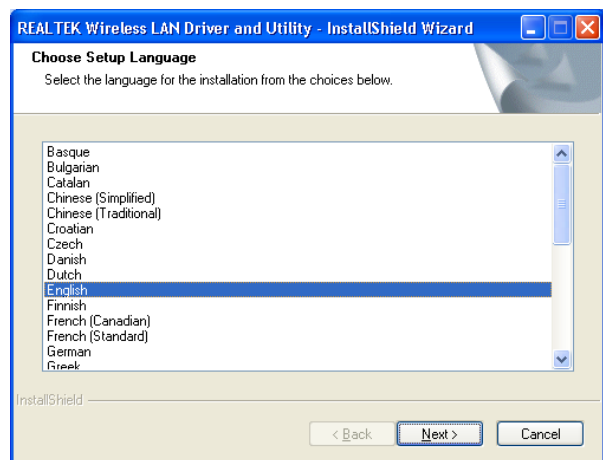 REALTEK Wireless LAN Driver and Utility - InstallShield Wizard
Choose Setup Language
Select the language for the installation from the choices below.
Basque
Bulgarian
Catalan
Chinese (Simplified)
Chinese (Traditional)
Croatian
Czech
Danish
Dutch
English
Finnish
French (Canadian)
French (Standard)
German
Greek
InstallShield
< Back Next > Cancel